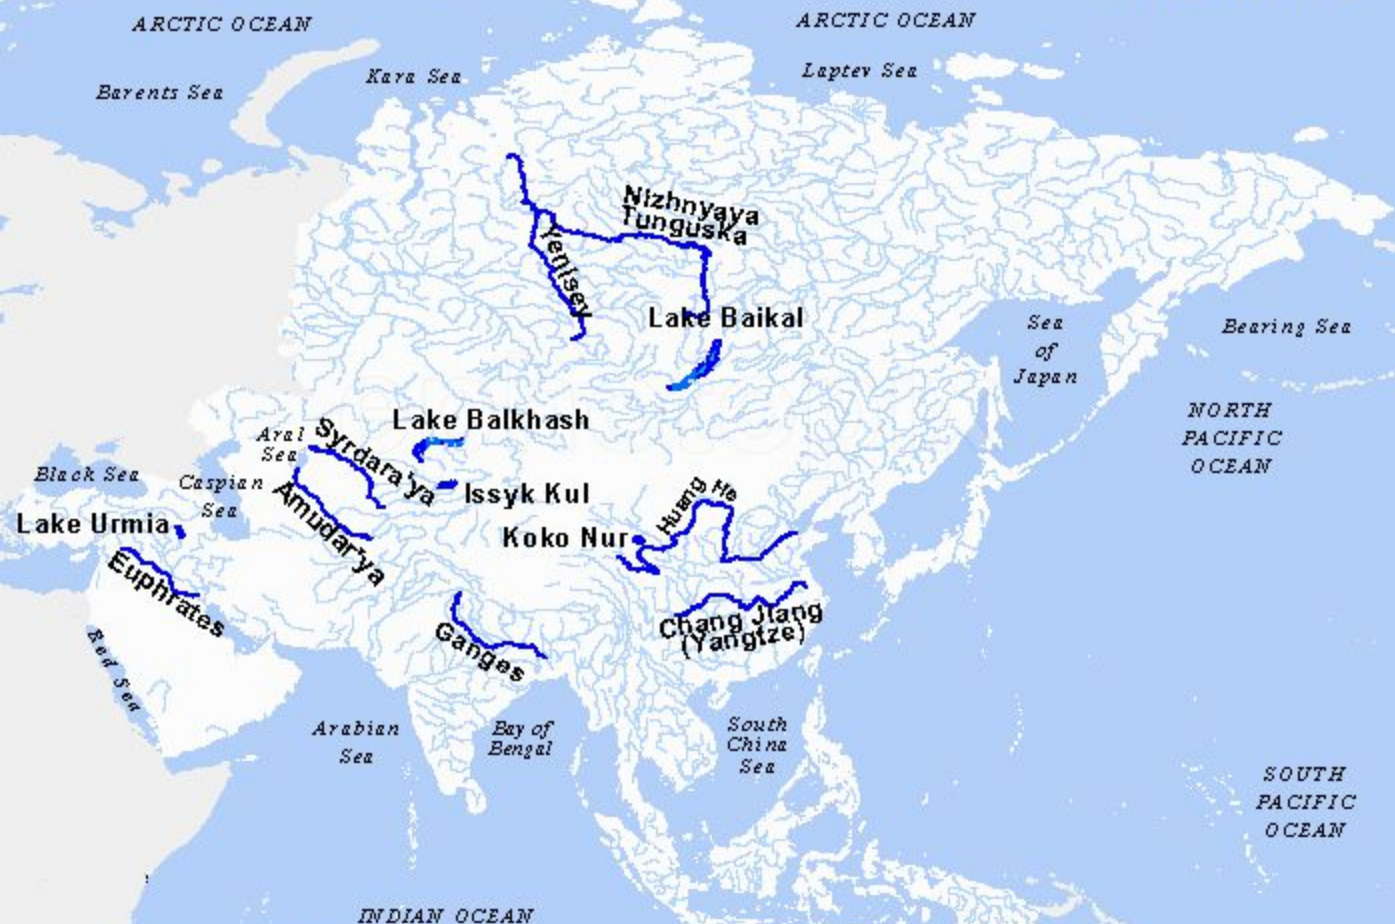 ARCTIC OCEAN
ARCTIC OCEAN
Kara Sea
Laptev Sea
Barents Sea
Nizhnyaya
Tunguska
Yenisey
Lake Baikal
Sea
of
Japan
Bearing Sea
NORTH
PACIFIC
OCEAN
Lake Balkhash
Aral
Sea
Syrdara'ya
Black Sea
Caspian
Sea
Issyk Kul
Huang He
Lake Urmia
Amudar'ya
Koko Nur
Euphrates
Chang Jiang
(Yangtze)
Ganges
Red Sea
Arabian
Sea
Bay of
Bengal
South
China
Sea
SOUTH
PACIFIC
OCEAN
INDIAN OCEAN